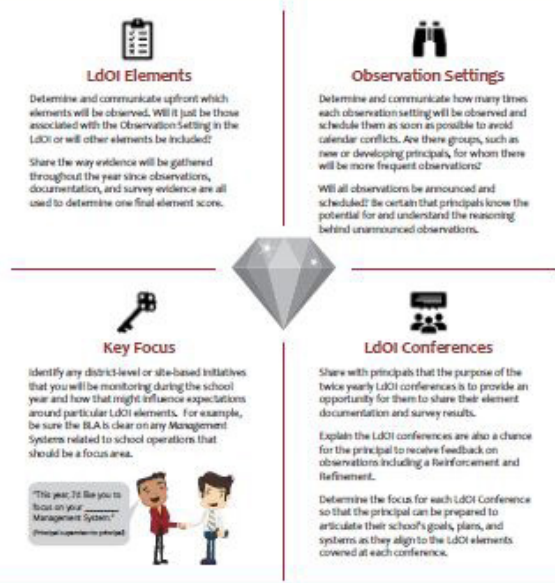 LdOI Elements
Determine and communicate upfront which
elements will be observed. Will it just be those
associated with the Observation Setting in the
LdOI or will other elements be included?
Share the way evidence will be gathered
throughout the year since observations,
documentation, and survey evidence are all
used to determine one final element score.
Observation Settings
Determine and communicate how many times
each observation setting will be observed and
schedule them as soon as possible to avoid
calendar conflicts. Are there groups, such as
new or developing principals, for whom there
will be more frequent observations?
Will all observations be announced and
scheduled? Be certain that principals know the
potential for and understand the reasoning
behind unannounced observations.
Key Focus
Identify any district-level or site-based initiatives
that you will be monitoring during the school
year and how that might influence expectations
around particular LdOI elements. For example,
be sure the BLA is clear on any Management
Systems related to school operations that
should be a focus area.
"This year, I'd like you to
focus on your ________
Management System."
(Principal supervisor to principal)
LdOI Conferences
Share with principals that the purpose of the
twice yearly LdOI conferences is to provide an
opportunity for them to share their element
documentation and survey results.
Explain the LdOI conferences are also a chance
for the principal to receive feedback on
observations including a Reinforcement and
Refinement.
Determine the focus for each LdOI Conference
so that the principal can be prepared to
articulate their school's goals, plans, and
systems as they align to the LdOI elements
covered at each conference.